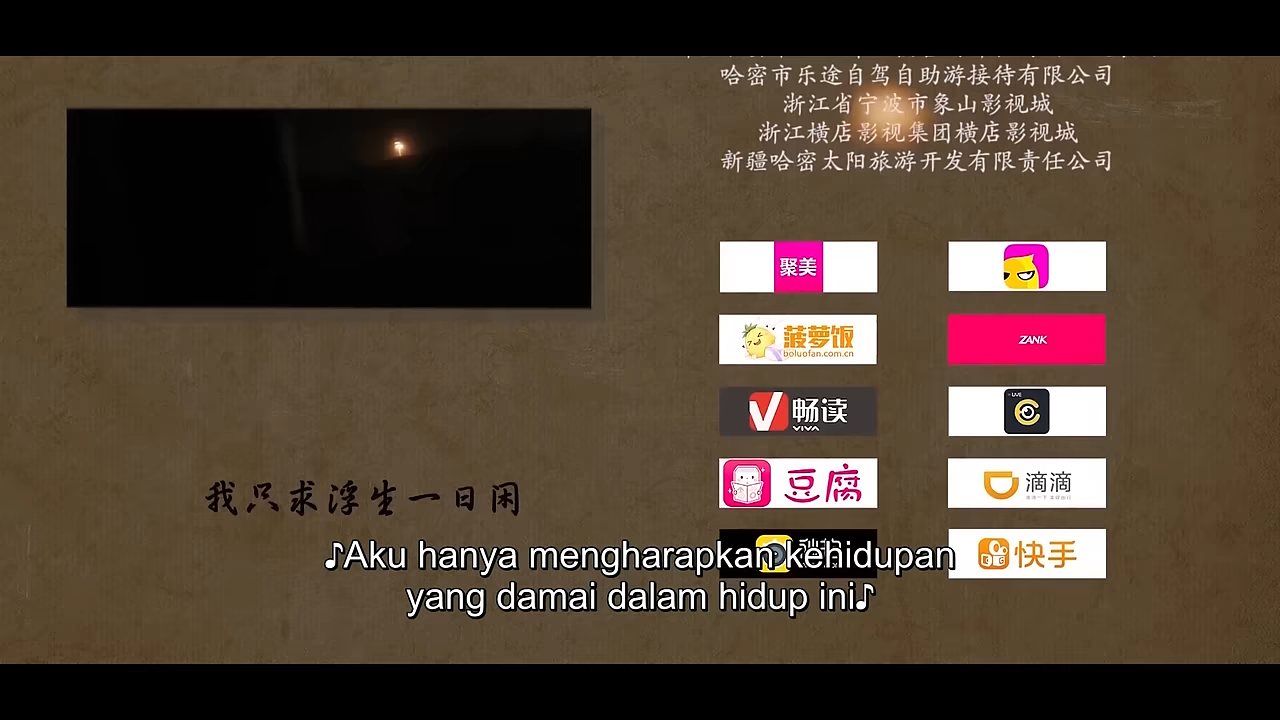 哈密市乐途自驾自助游接待有限公司
浙江省宁波市象山影视城
浙江横店影视集团横店影视城
新疆哈密太阳旅游开发有限责任公司
聚美
菠萝饭
boluofan.com.cn
ZANK
畅读
VIVA
LIVE
豆腐
滴滴
快手
我只求浮生一日闲
♪Aku hanya mengharapkan kehidupan
yang damai dalam hidup ini♪